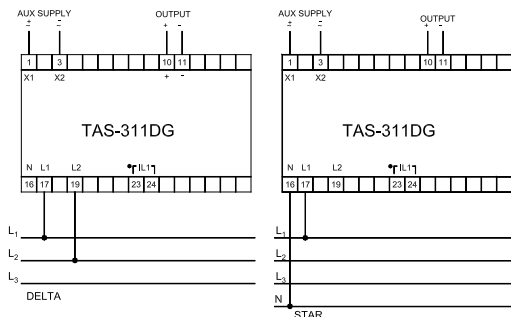 AUX SUPPLY OUTPUT
+ ~ - ~ + -
1 3 10 11
X1 X2 + -
TAS-311DG
N L1 L2 IL1
16 17 19 23 24
L1
L2
L3
DELTA
AUX SUPPLY OUTPUT
+ ~ - ~ + -
1 3 10 11
X1 X2
TAS-311DG
N L1 L2 IL1
16 17 19 23 24
L1
L2
L3
N
STAR